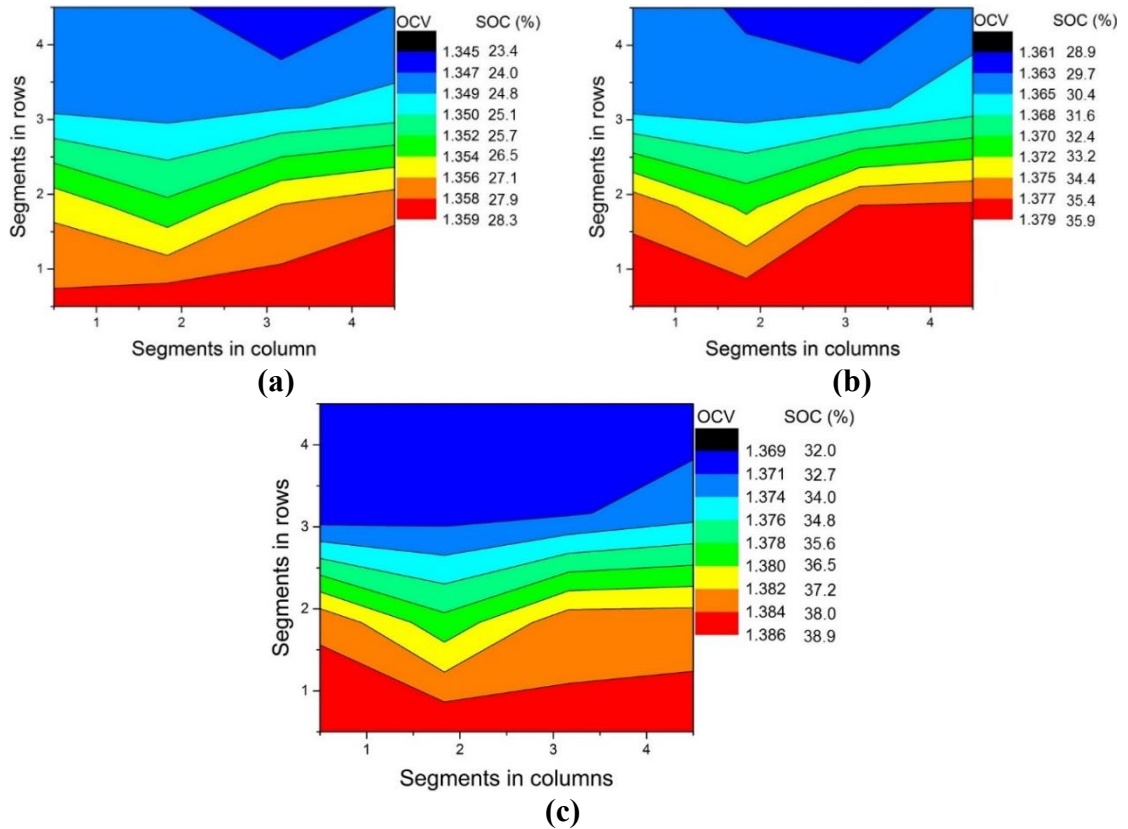 OCV SOC (%)
4
3
2
1
Segments in rows
1.345 23.4
1.347 24.0
1.349 24.8
1.350 25.1
1.352 25.7
1.354 26.5
1.356 27.1
1.358 27.9
1.359 28.3
1 2 3 4
Segments in column
(a)
OCV SOC (%)
4
3
2
1
Segments in rows
1.361 28.9
1.363 29.7
1.365 30.4
1.368 31.6
1.370 32.4
1.372 33.2
1.375 34.4
1.377 35.4
1.379 35.9
1 2 3 4
Segments in columns
(b)
OCV SOC (%)
4
3
2
1
Segments in rows
1.369 32.0
1.371 32.7
1.374 34.0
1.376 34.8
1.378 35.6
1.380 36.5
1.382 37.2
1.384 38.0
1.386 38.9
1 2 3 4
Segments in columns
(c)